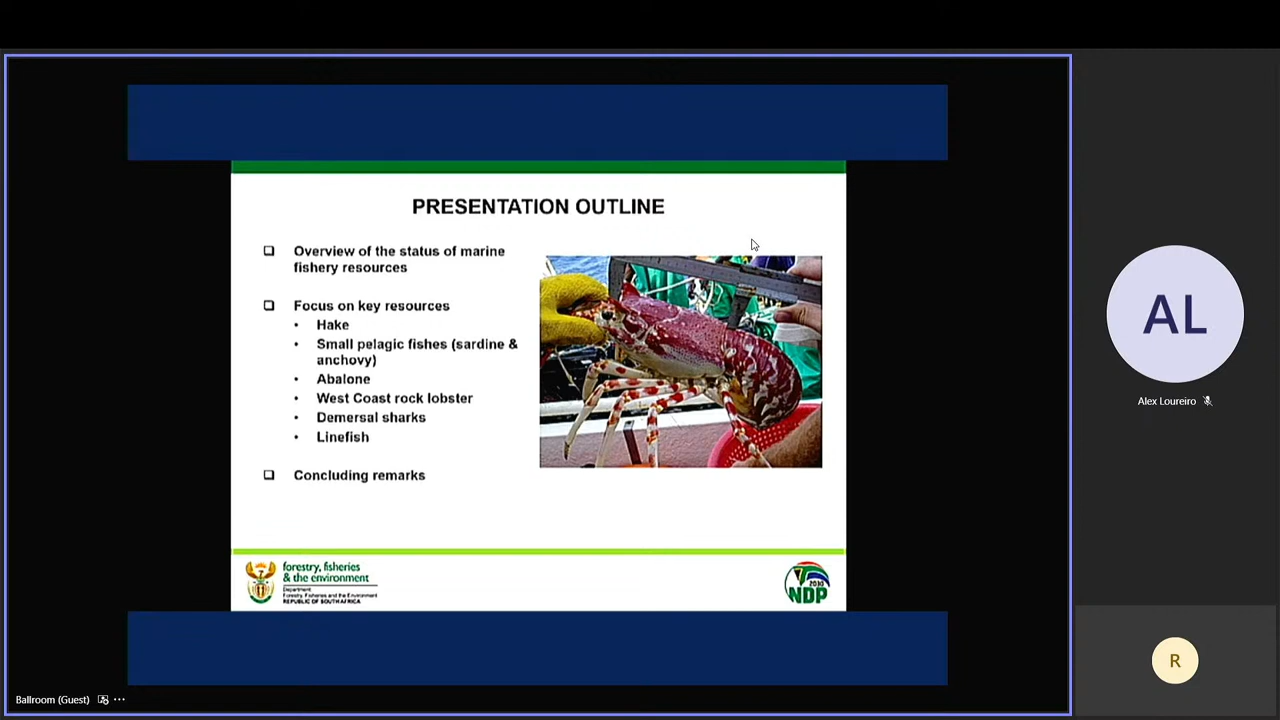 PRESENTATION OUTLINE
❑ Overview of the status of marine
fishery resources
❑ Focus on key resources
• Hake
• Small pelagic fishes (sardine &
anchovy)
• Abalone
• West Coast rock lobster
• Demersal sharks
• Linefish
❑ Concluding remarks
forestry, fisheries
& the environment
Department:
Forestry, Fisheries and the Environment
REPUBLIC OF SOUTH AFRICA
2030
NDP
AL
Alex Loureiro
R
Ballroom (Guest) ···